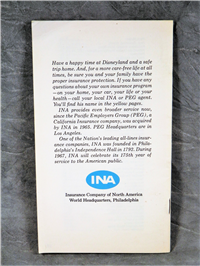 Have a happy time at Disneyland and a safe
trip home. And, for a more care-free life at all
times, be sure you and your family have the
proper insurance protection. If you have any
questions about your own insurance program
- on your home, your car, your life or your
health - call your local INA or PEG agent.
You'll find his name in the yellow pages.
INA provides even broader service now,
since the Pacific Employers Group (PEG), a
California Insurance company, was acquired
by INA in 1965. PEG Headquarters are in
Los Angeles.
One of the Nation's leading all-lines insur-
ance companies, INA was founded in Phila-
delphia's Independence Hall in 1792. During
1967, INA will celebrate its 175th year of
service to the American public.
INA
Insurance Company of North America
World Headquarters, Philadelphia